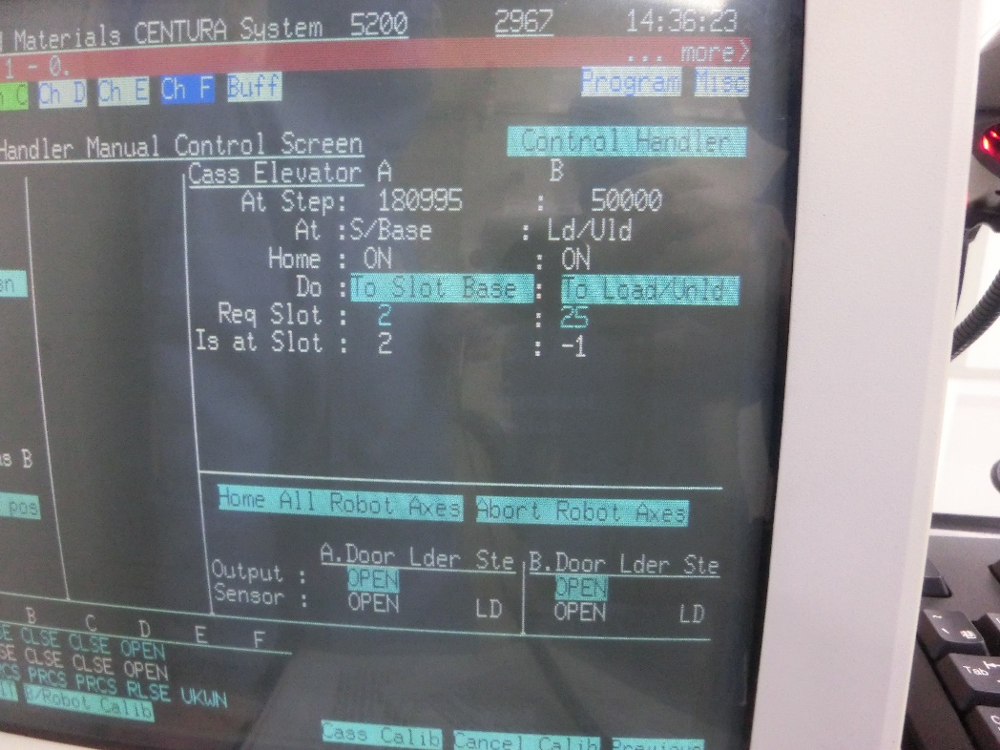 Materials CENTURA System 5200 2967 14:36:23
1 - 0. ... more>
Ch C Ch D Ch E Ch F Buff Program Misc
Handler Manual Control Screen Control Handler
Cass Elevator A B
At Step: 180995 : 50000
At :S/Base : Ld/Uld
Home : ON : ON
Do :To Slot Base : To Load/Unld
Req Slot : 2 : 25
Is at Slot : 2 : -1
B
pos
Home All Robot Axes Abort Robot Axes
A.Door Lder Ste B.Door Lder Ste
Output : OPEN OPEN
Sensor : OPEN LD OPEN LD
B C D E F
CLSE CLSE OPEN
CLSE CLSE OPEN
PRCS PRCS RLSE UKWN
B/Robot Calib
Cass Calib Cancel Calib Previous
Tab